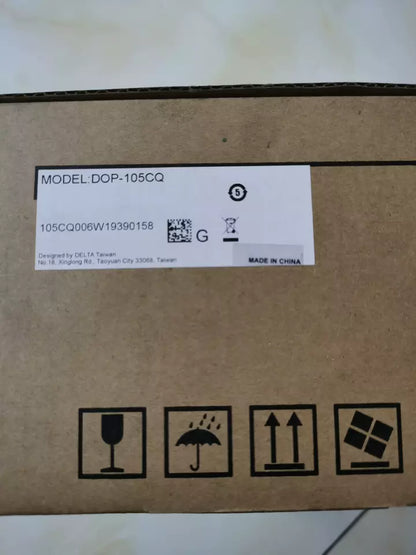 MODEL:DOP-105CQ
5
105CQ006W19390158
G
Designed by DELTA Taiwan
No.18, Xinglong Rd., Taoyuan City 33068, Taiwan
MADE IN CHINA